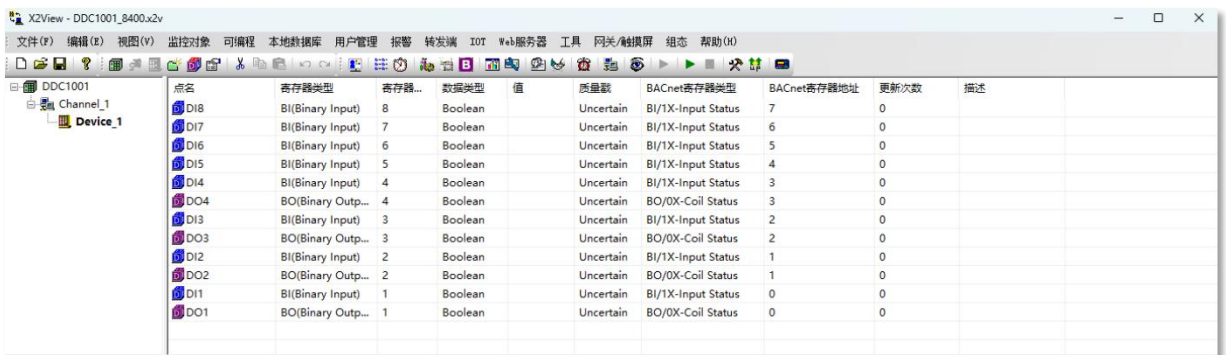 X2View - DDC1001_8400.x2v
文件(F) 编辑(E) 视图(V) 监控对象 可编程 本地数据库 用户管理 报警 转发端 IOT Web服务器 工具 网关/触摸屏 组态 帮助(H)
DDC1001
Channel_1
Device_1
点名 寄存器类型 寄存器... 数据类型 值 质量戳 BACnet寄存器类型 BACnet寄存器地址 更新次数 描述
DI8 BI(Binary Input) 8 Boolean Uncertain BI/1X-Input Status 7 0
DI7 BI(Binary Input) 7 Boolean Uncertain BI/1X-Input Status 6 0
DI6 BI(Binary Input) 6 Boolean Uncertain BI/1X-Input Status 5 0
DI5 BI(Binary Input) 5 Boolean Uncertain BI/1X-Input Status 4 0
DI4 BI(Binary Input) 4 Boolean Uncertain BI/1X-Input Status 3 0
DO4 BO(Binary Outp... 4 Boolean Uncertain BO/0X-Coil Status 3 0
DI3 BI(Binary Input) 3 Boolean Uncertain BI/1X-Input Status 2 0
DO3 BO(Binary Outp... 3 Boolean Uncertain BO/0X-Coil Status 2 0
DI2 BI(Binary Input) 2 Boolean Uncertain BI/1X-Input Status 1 0
DO2 BO(Binary Outp... 2 Boolean Uncertain BO/0X-Coil Status 1 0
DI1 BI(Binary Input) 1 Boolean Uncertain BI/1X-Input Status 0 0
DO1 BO(Binary Outp... 1 Boolean Uncertain BO/0X-Coil Status 0 0